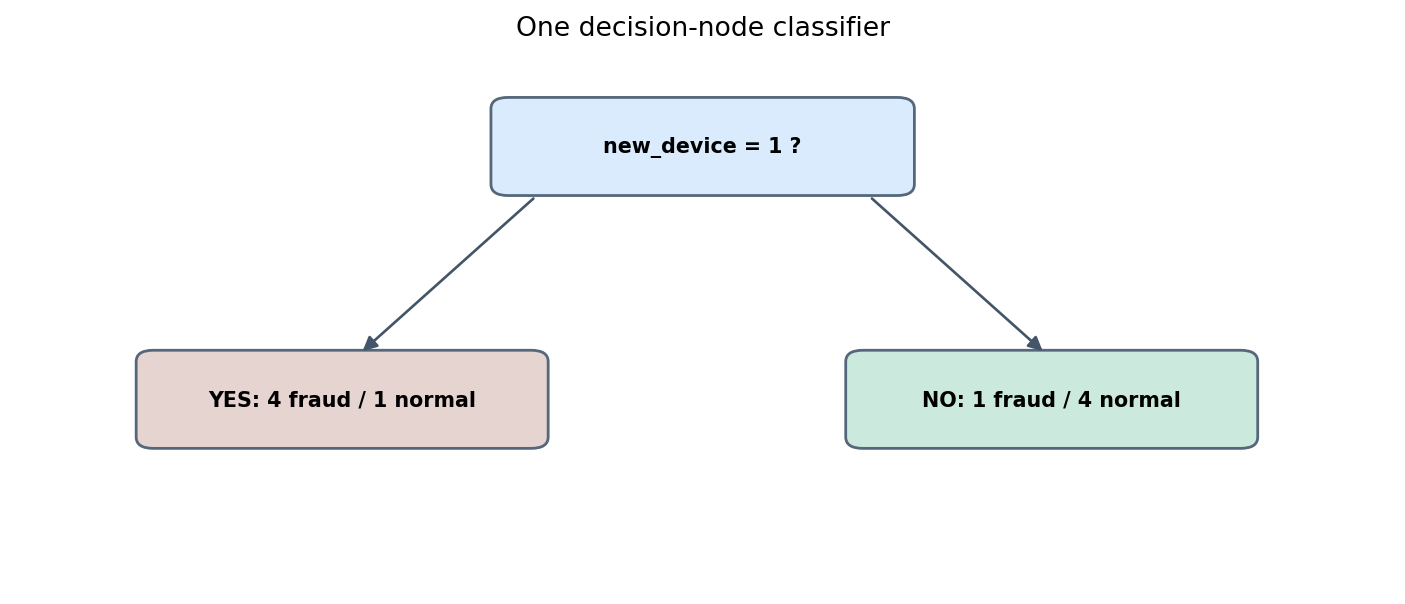 One decision-node classifier
new_device = 1 ?
YES: 4 fraud / 1 normal
NO: 1 fraud / 4 normal